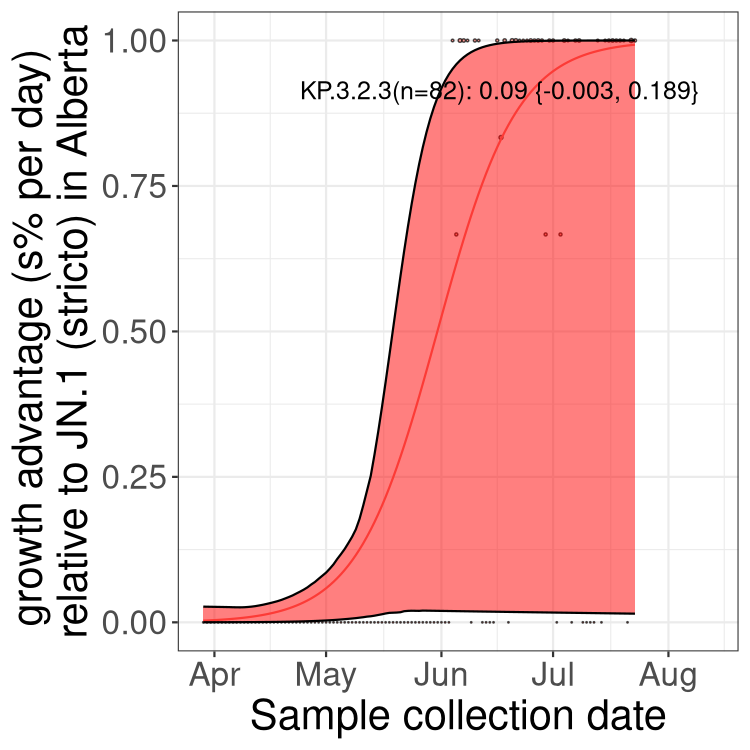 growth advantage (s% per day)
relative to JN.1 (stricto) in Alberta
1.00
0.75
0.50
0.25
0.00
KP.3.2.3(n=82): 0.09 {-0.003, 0.189}
Apr May Jun Jul Aug
Sample collection date